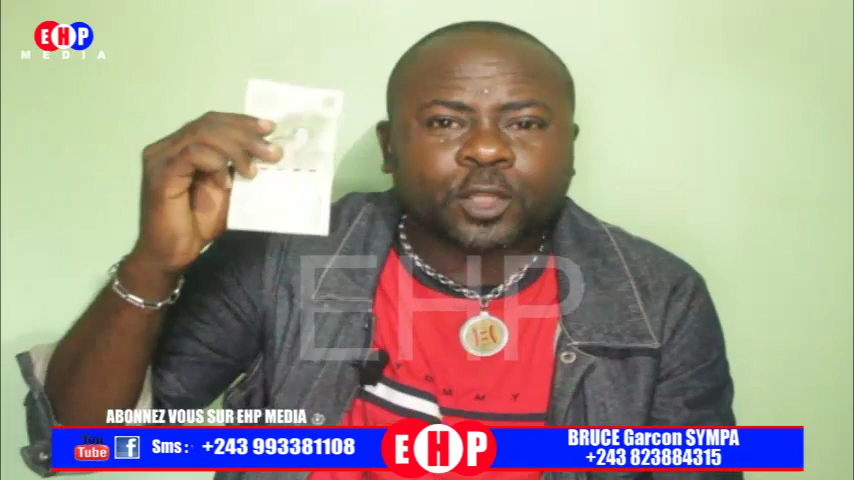 EHP
MEDIA
EHP
TOMMY
ABONNEZ VOUS SUR EHP MEDIA
You
Tube
f
Sms : +243 993381108
EHP
BRUCE Garcon SYMPA
+243 823884315